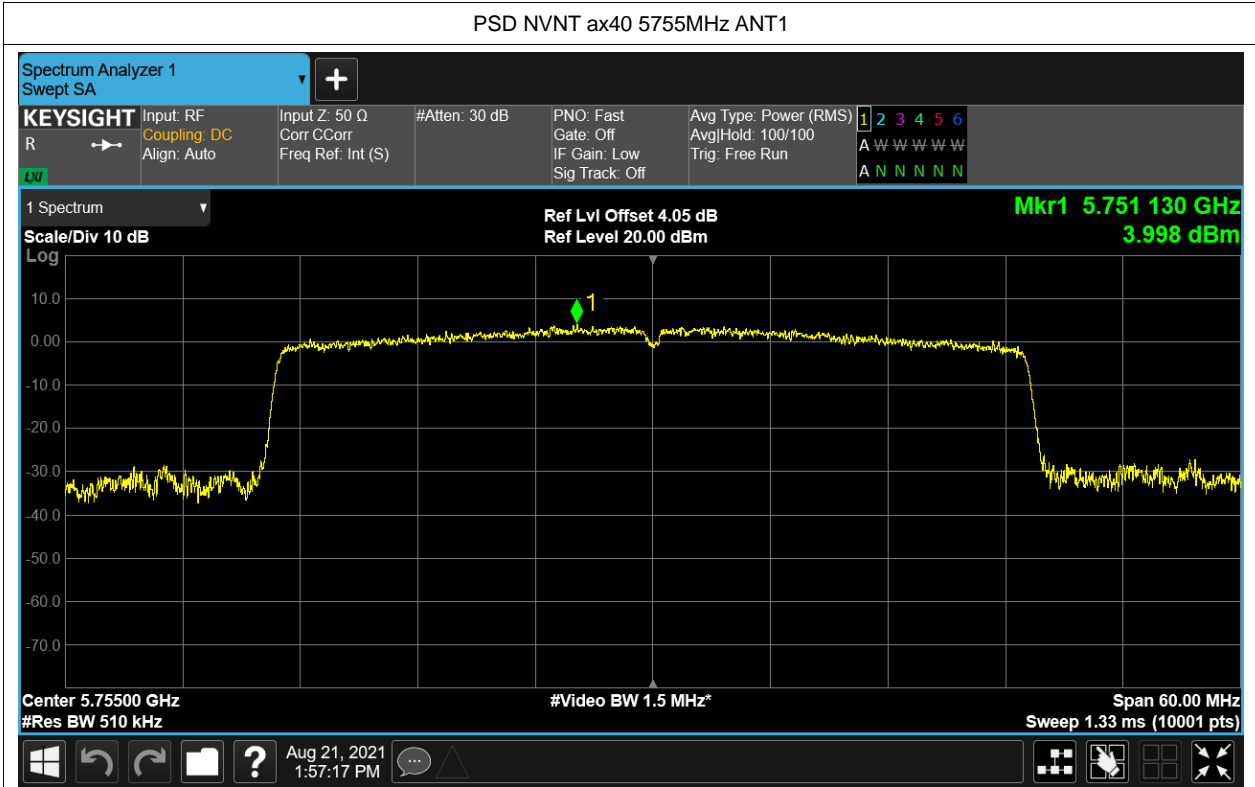 PSD NVNT ax40 5755MHz ANT1
Spectrum Analyzer 1
Swept SA
KEYSIGHT
R
LXI
Input: RF
Coupling: DC
Align: Auto
Input Z: 50 Ω
Corr CCorr
Freq Ref: Int (S)
#Atten: 30 dB
PNO: Fast
Gate: Off
IF Gain: Low
Sig Track: Off
Avg Type: Power (RMS)
Avg|Hold: 100/100
Trig: Free Run
1 2 3 4 5 6
A W W W W W
A N N N N N
1 Spectrum
Scale/Div 10 dB
Log
Ref Lvl Offset 4.05 dB
Ref Level 20.00 dBm
Mkr1 5.751 130 GHz
3.998 dBm
1
10.0
0.00
-10.0
-20.0
-30.0
-40.0
-50.0
-60.0
-70.0
Center 5.75500 GHz
#Res BW 510 kHz
#Video BW 1.5 MHz*
Span 60.00 MHz
Sweep 1.33 ms (10001 pts)
?
Aug 21, 2021
1:57:17 PM